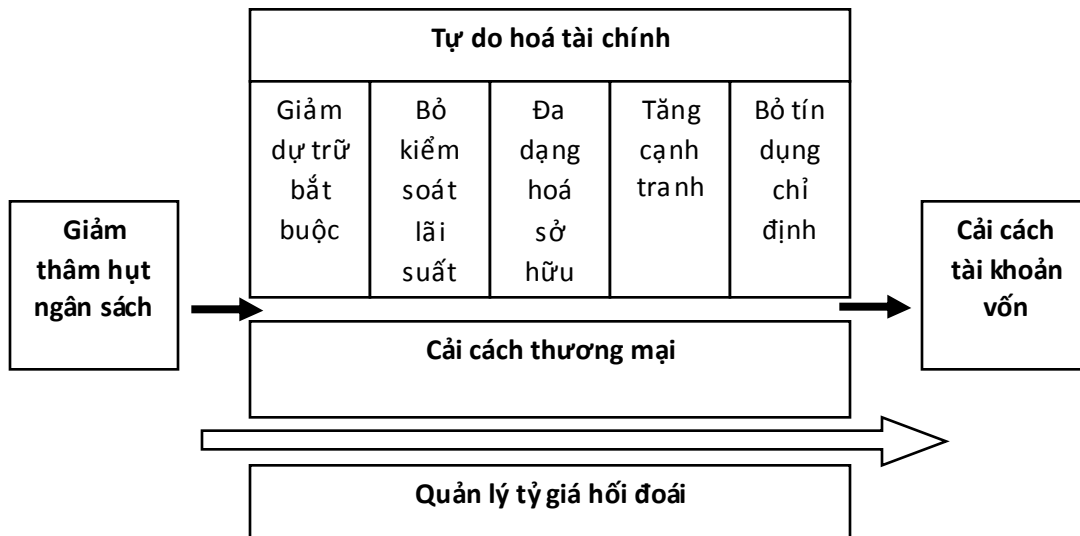 Tự do hoá tài chính
Giảm
dự trữ
bắt
buộc
Bỏ
kiểm
soát
lãi
suất
Đa
dạng
hoá
sở
hữu
Tăng
cạnh
tranh
Bỏ tín
dụng
chỉ
định
Giảm
thâm hụt
ngân sách
Cải cách
tài khoản
vốn
Cải cách thương mại
Quản lý tỷ giá hối đoái